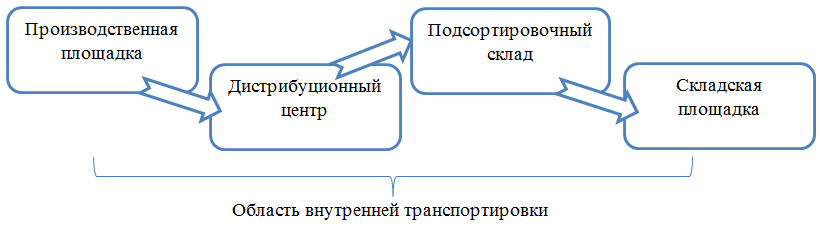 Производственная
площадка
Дистрибуционный
центр
Подсортировочный
склад
Складская
площадка
Область внутренней транспортировки